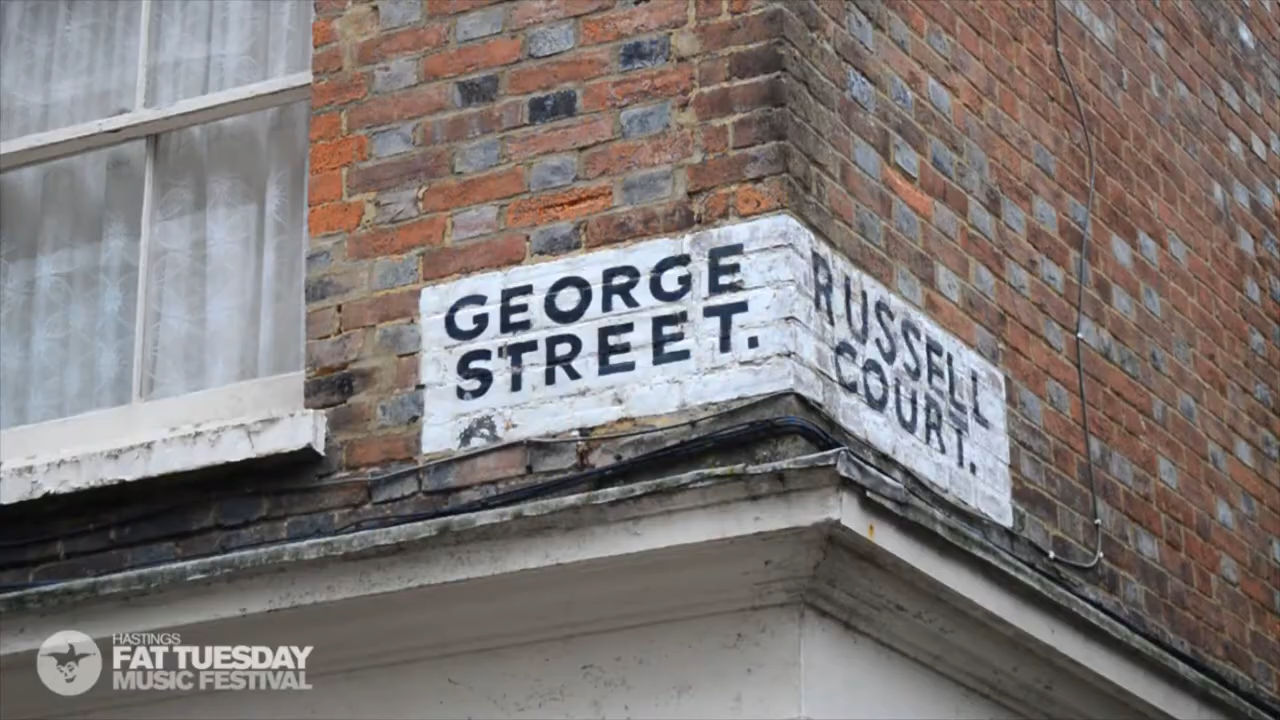 GEORGE
STREET.
RUSSELL
COURT.
HASTINGS
FAT TUESDAY
MUSIC FESTIVAL